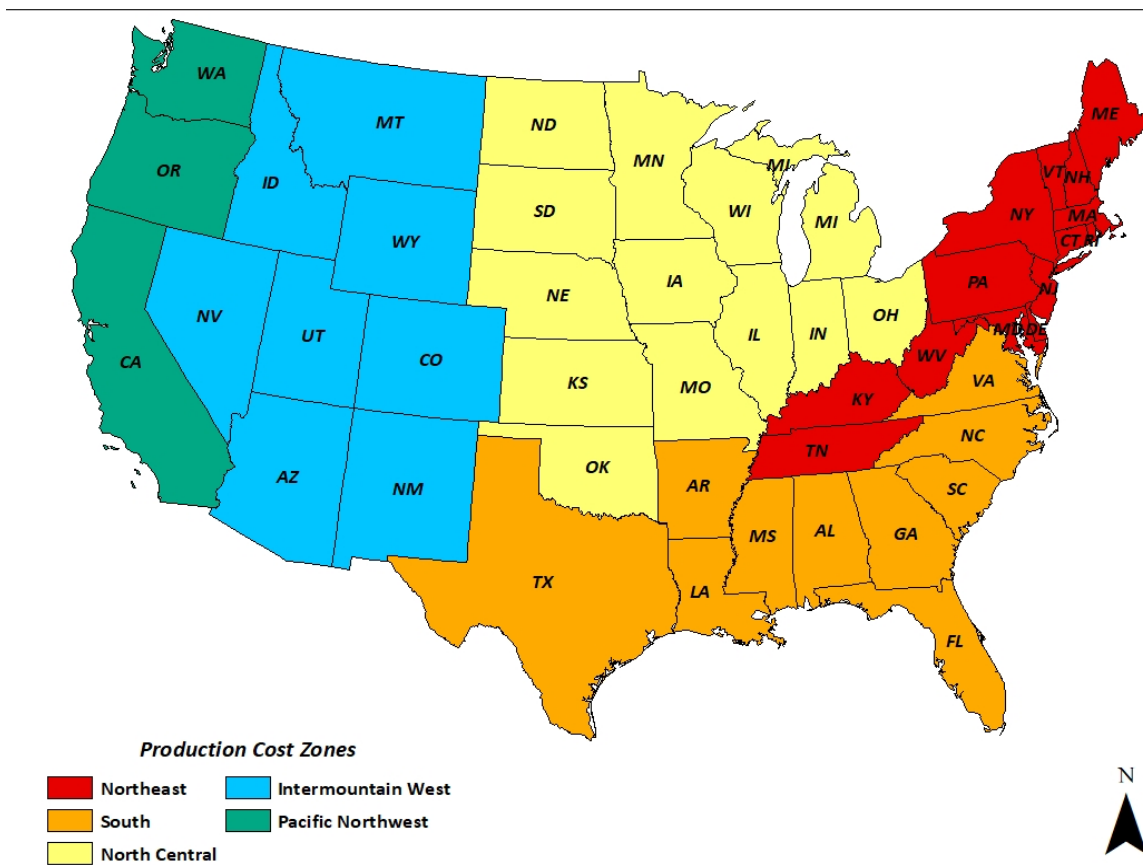 WA
MT
ND
MN
ME
OR
ID
SD
WI
MI
MI
VT
NH
NY
WY
MA
CT
RI
NE
IA
PA
NJ
NV
UT
CO
IL
IN
OH
MD
DE
WV
CA
KS
MO
KY
VA
AZ
NM
OK
TN
NC
AR
SC
MS
AL
GA
TX
LA
FL
Production Cost Zones
Northeast
Intermountain West
South
Pacific Northwest
North Central
N